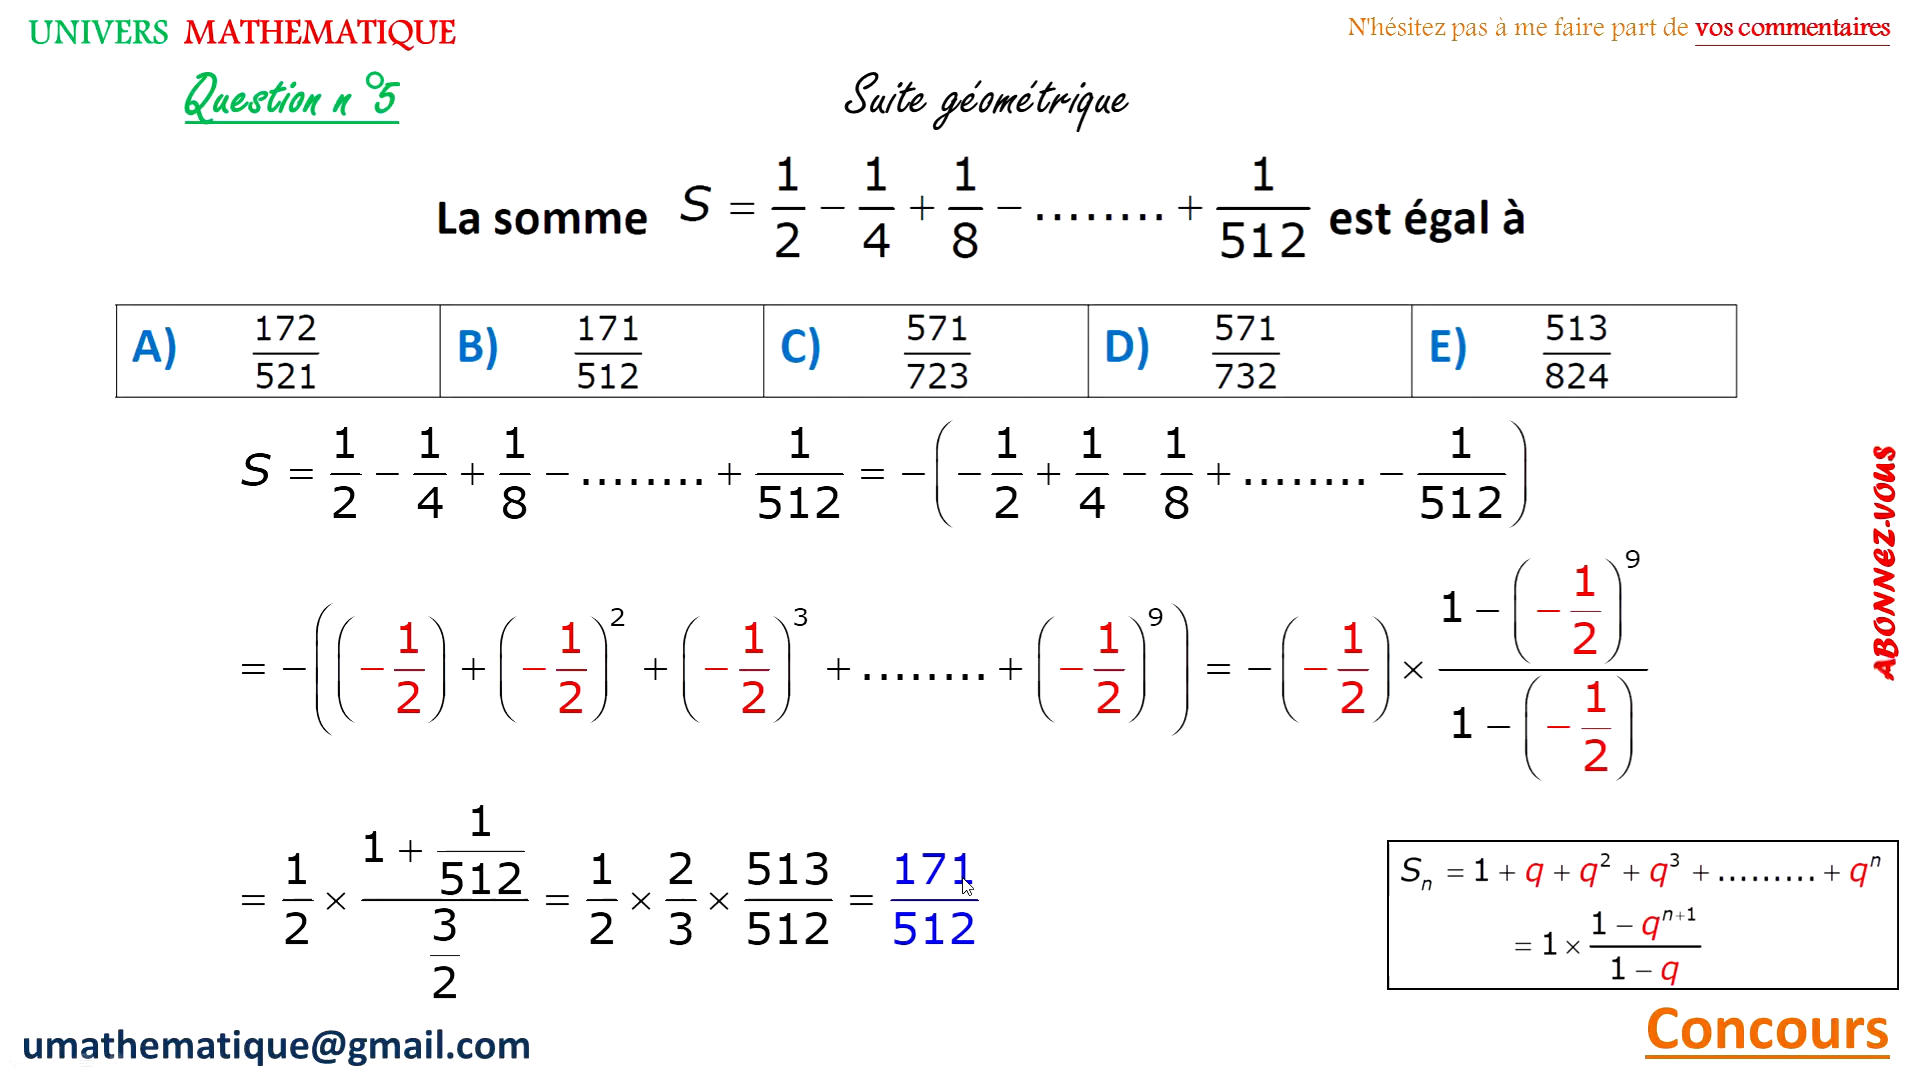 UNIVERS MATHEMATIQUE
N'hésitez pas à me faire part de vos commentaires
Question n°5
Suite géométrique
La somme S = 1/2 − 1/4 + 1/8 − ........ + 1/512 est égal à
A) 172/521 B) 171/512 C) 571/723 D) 571/732 E) 513/824
S = 1/2 − 1/4 + 1/8 − ........ + 1/512 = −(−1/2 + 1/4 − 1/8 + ........ − 1/512)
= −((−1/2) + (−1/2)² + (−1/2)³ + ........ + (−1/2)⁹) = −(−1/2) × (1 − (−1/2)⁹)/(1 − (−1/2))
= 1/2 × (1 + 1/512)/(3/2) = 1/2 × 2/3 × 513/512 = 171/512
ABONNEZ-VOUS
Sₙ = 1 + q + q² + q³ + ......... + qⁿ
= 1 × (1 − qⁿ⁺¹)/(1 − q)
umathematique@gmail.com
Concours